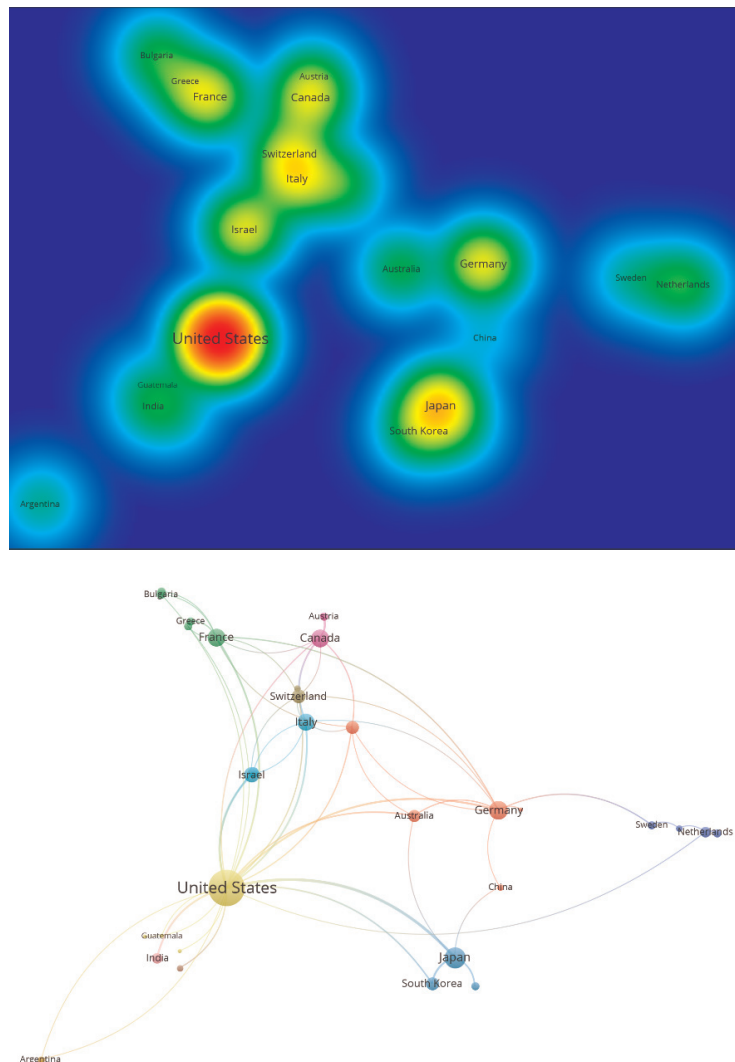 Bulgaria
Austria
Greece
France
Canada
Switzerland
Italy
Israel
Australia
Germany
Sweden
Netherlands
United States
China
Guatemala
India
Japan
South Korea
Argentina
Bulgaria
Austria
Greece
France
Canada
Switzerland
Italy
Israel
Germany
Australia
Sweden
Netherlands
United States
China
Guatemala
India
Japan
South Korea
Argentina